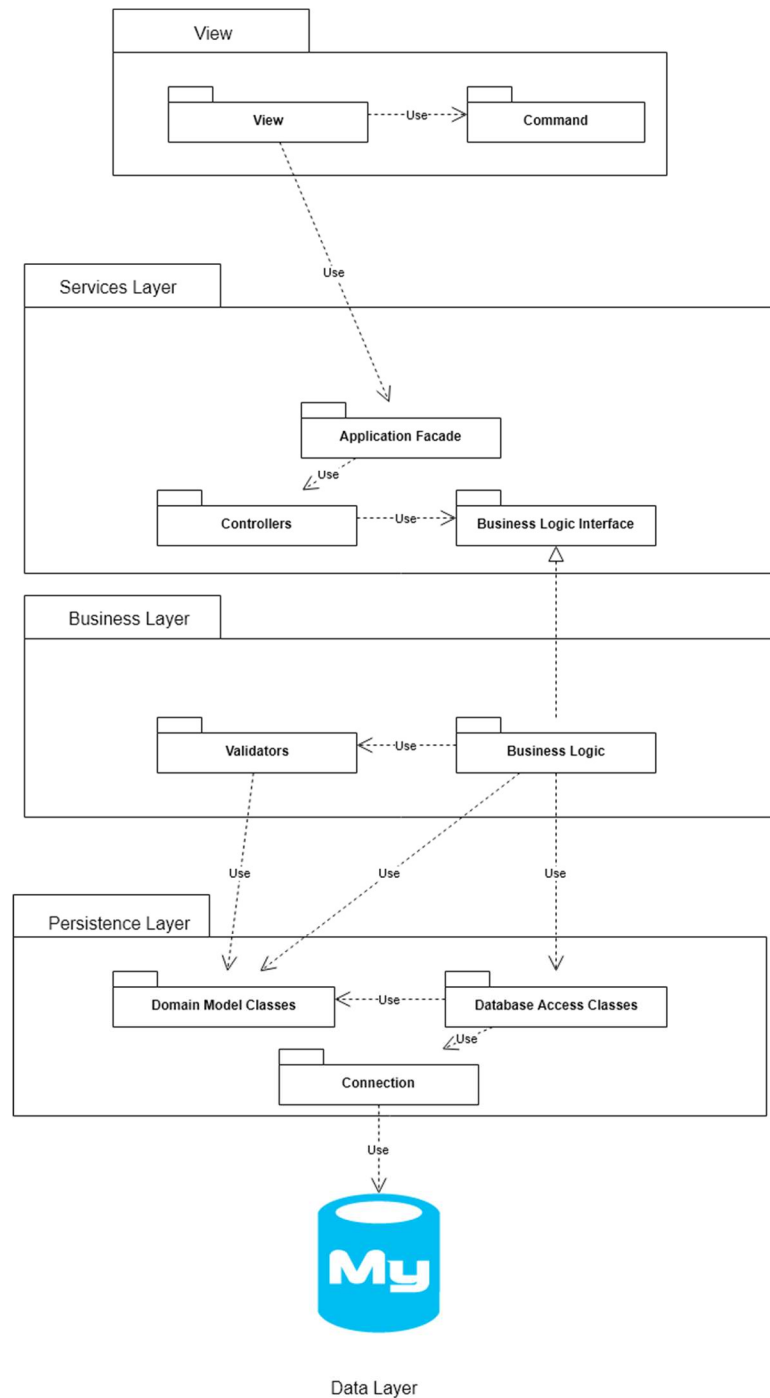 View
View
Use
Command
Use
Services Layer
Application Facade
Use
Controllers
Use
Business Logic Interface
Business Layer
Validators
Use
Business Logic
Use
Use
Use
Persistence Layer
Domain Model Classes
Use
Database Access Classes
Use
Connection
Use
My
Data Layer